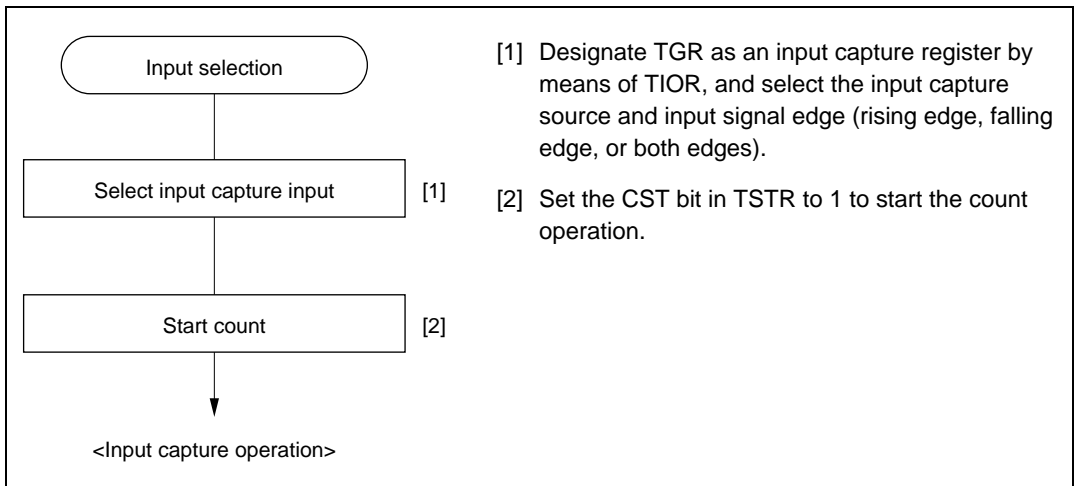 Input selection
Select input capture input [1]
Start count [2]
<Input capture operation>
[1] Designate TGR as an input capture register by
means of TIOR, and select the input capture
source and input signal edge (rising edge, falling
edge, or both edges).
[2] Set the CST bit in TSTR to 1 to start the count
operation.